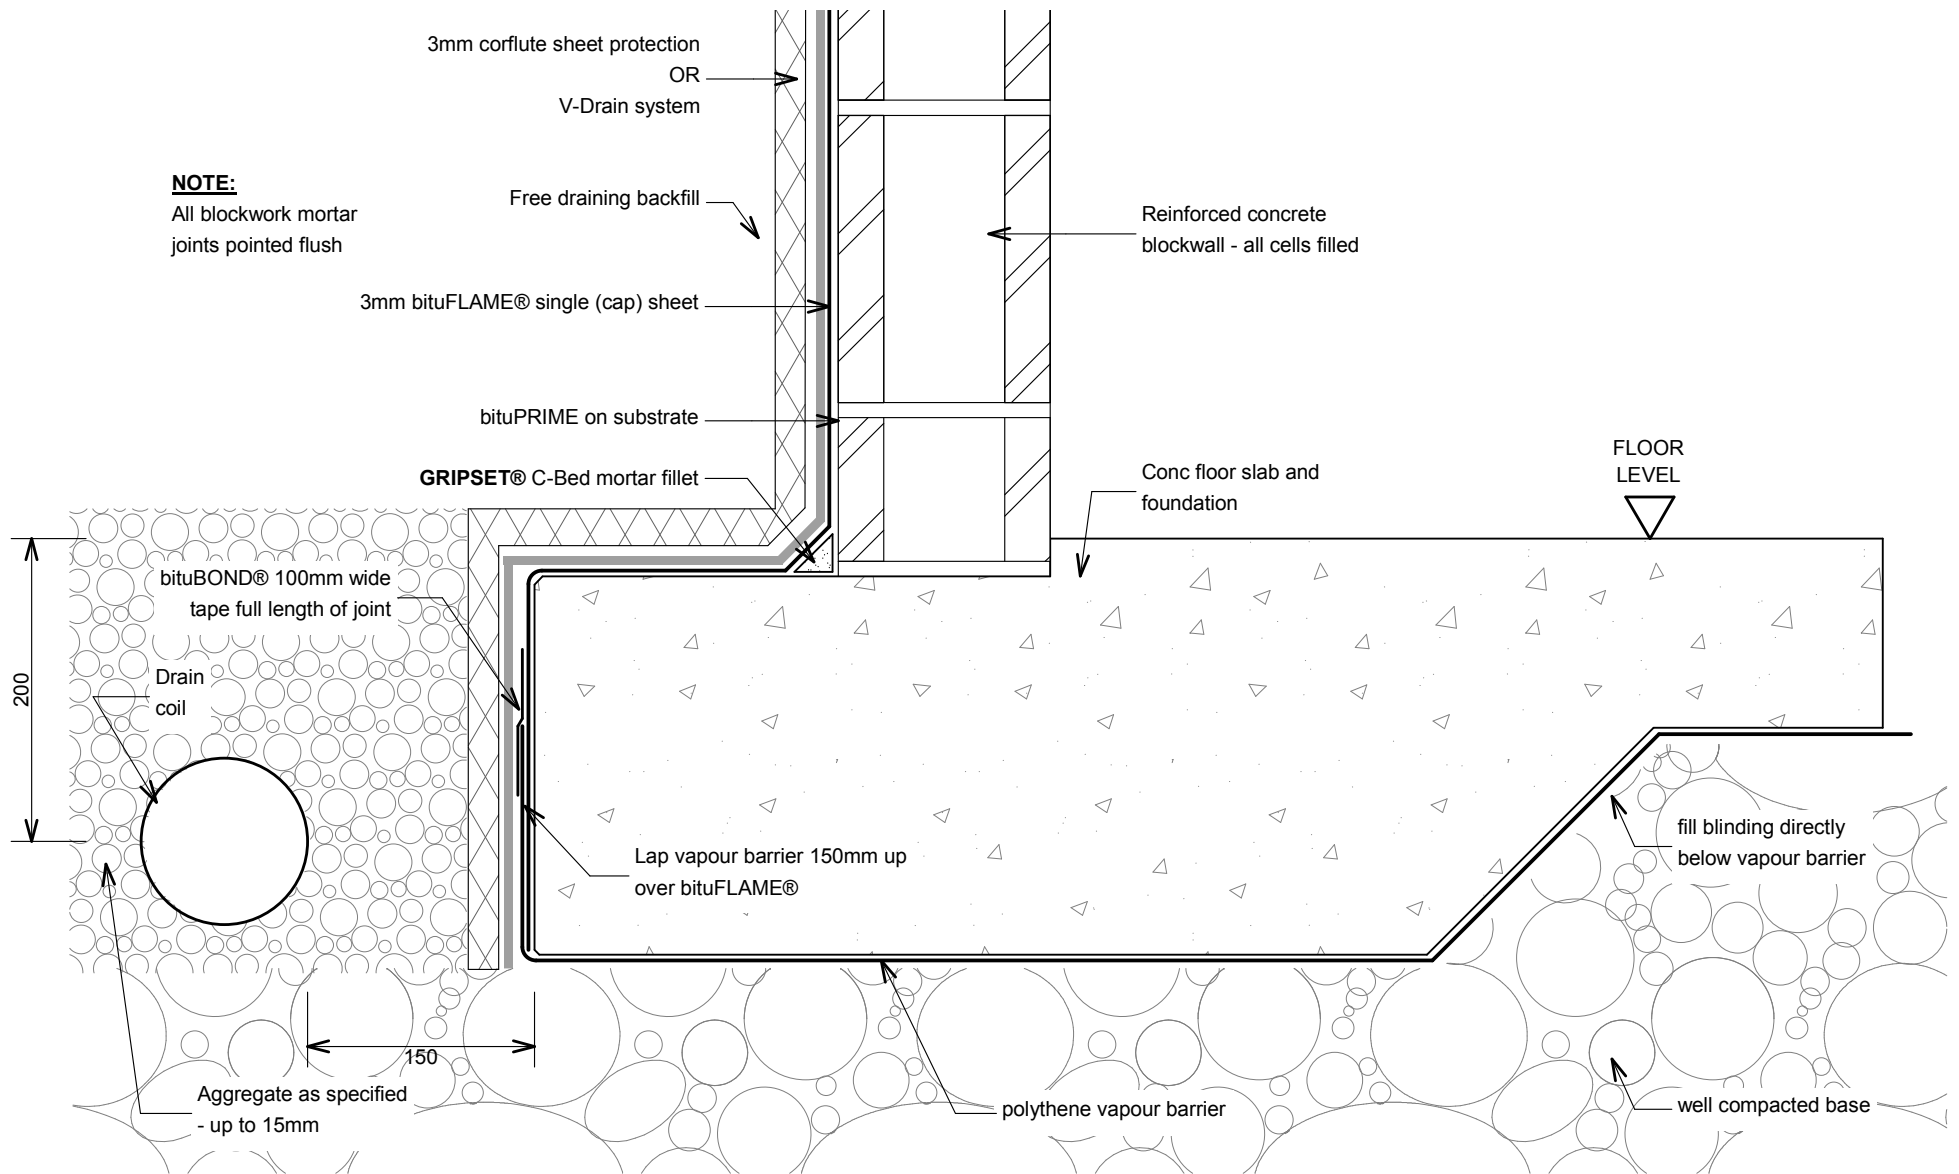 3mm corflute sheet protection
OR
V-Drain system
NOTE:
All blockwork mortar
joints pointed flush
Free draining backfill
Reinforced concrete
blockwall - all cells filled
3mm bituFLAME® single (cap) sheet
bituPRIME on substrate
GRIPSET® C-Bed mortar fillet
Conc floor slab and
foundation
FLOOR
LEVEL
bituBOND® 100mm wide
tape full length of joint
Drain
coil
200
Lap vapour barrier 150mm up
over bituFLAME®
fill blinding directly
below vapour barrier
150
Aggregate as specified
- up to 15mm
polythene vapour barrier
well compacted base